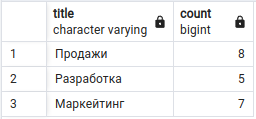 title count
character varying bigint
1 Продажи 8
2 Разработка 5
3 Маркейтинг 7